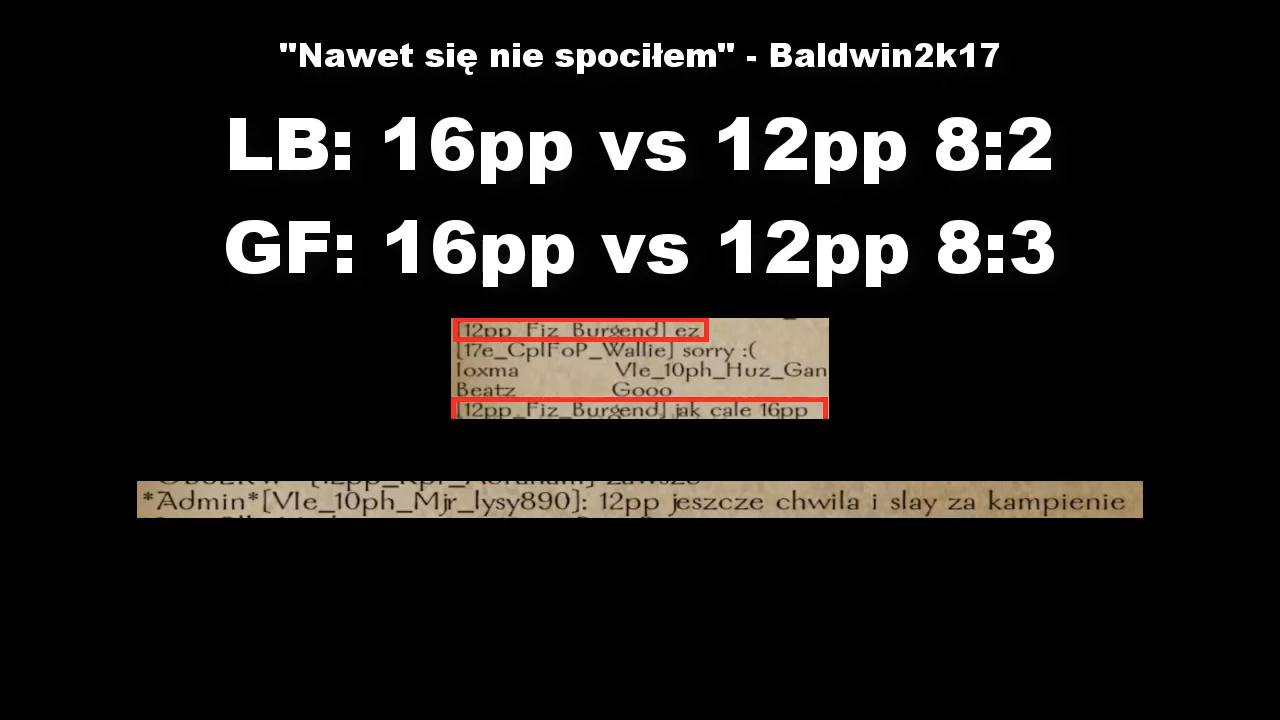 "Nawet się nie spociłem" - Baldwin2k17
LB: 16pp vs 12pp 8:2
GF: 16pp vs 12pp 8:3
[12pp_Fiz_Burgend] ez
[17e_CplFoP_Wallie] sorry :(
loxma Vle_10ph_Huz_Gan
Beatz Gooo
[12pp_Fiz_Burgend] jak cale 16pp
*Admin*[Vle_10ph_Mjr_lysy890]: 12pp jeszcze chwila i slay za kampienie